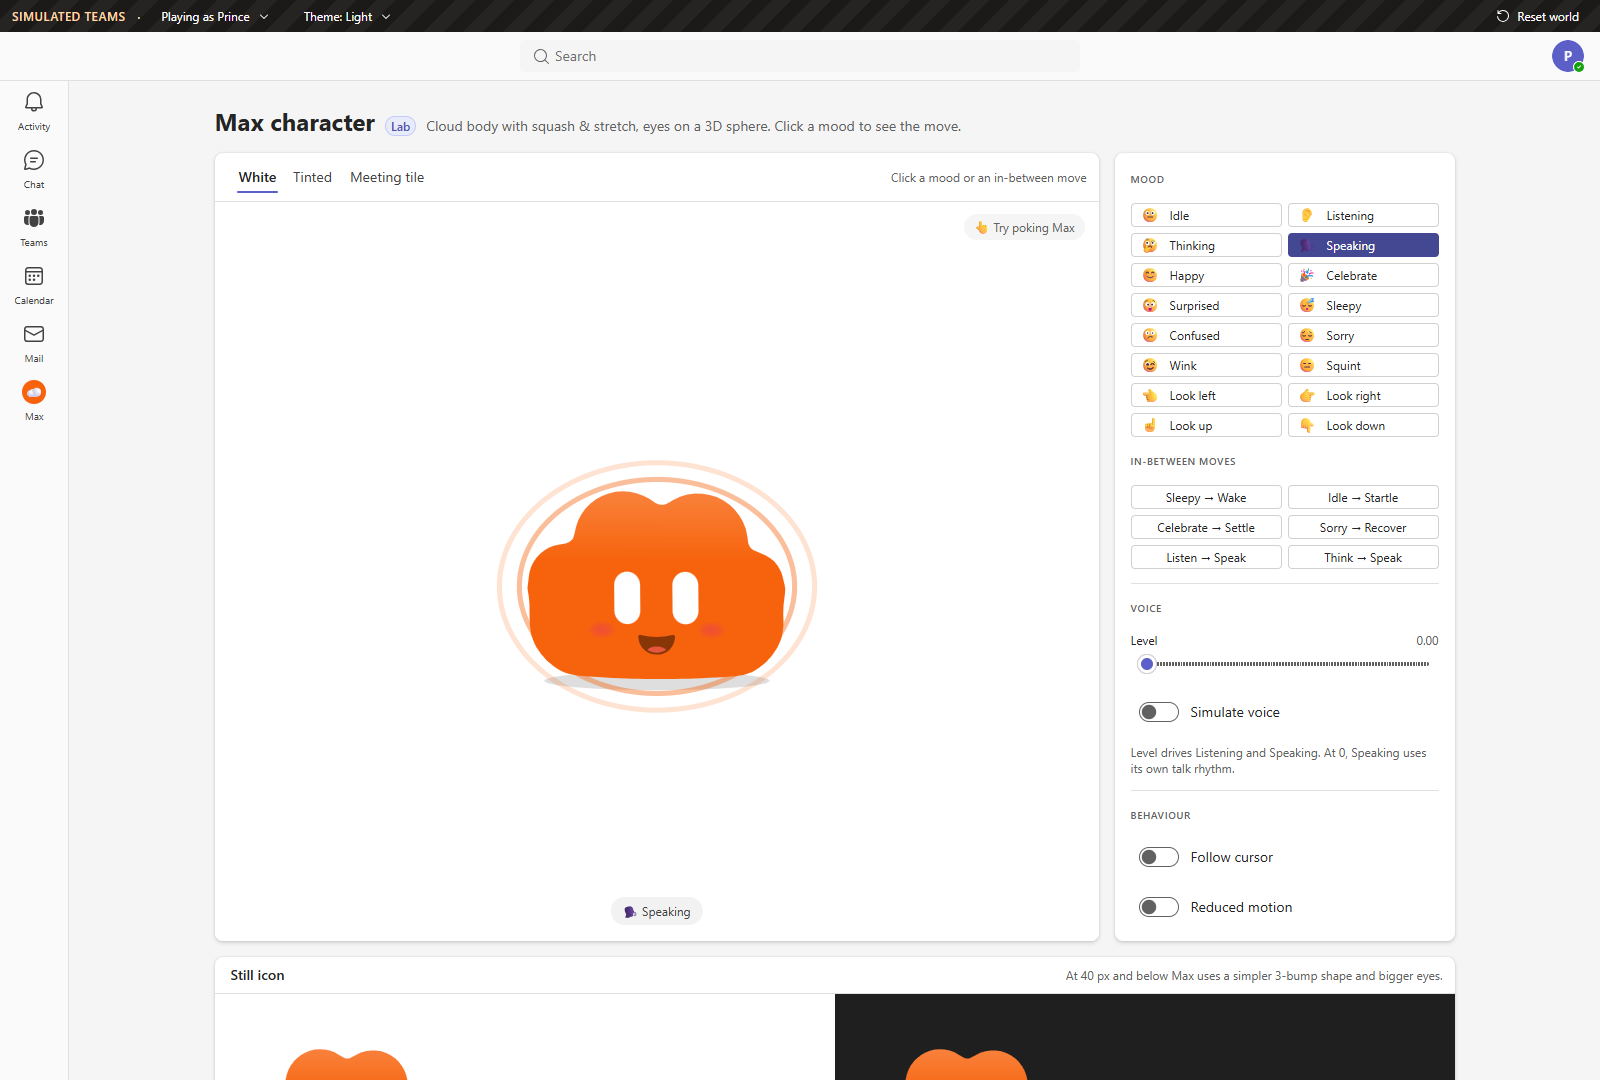 SIMULATED TEAMS · Playing as Prince Theme: Light Reset world
Search
P
Activity
Chat
Teams
Calendar
Mail
Max
Max character Lab Cloud body with squash & stretch, eyes on a 3D sphere. Click a mood to see the move.
White Tinted Meeting tile Click a mood or an in-between move
Try poking Max
Speaking
MOOD
Idle Listening
Thinking Speaking
Happy Celebrate
Surprised Sleepy
Confused Sorry
Wink Squint
Look left Look right
Look up Look down
IN-BETWEEN MOVES
Sleepy → Wake Idle → Startle
Celebrate → Settle Sorry → Recover
Listen → Speak Think → Speak
VOICE
Level 0.00
Simulate voice
Level drives Listening and Speaking. At 0, Speaking uses
its own talk rhythm.
BEHAVIOUR
Follow cursor
Reduced motion
Still icon At 40 px and below Max uses a simpler 3-bump shape and bigger eyes.